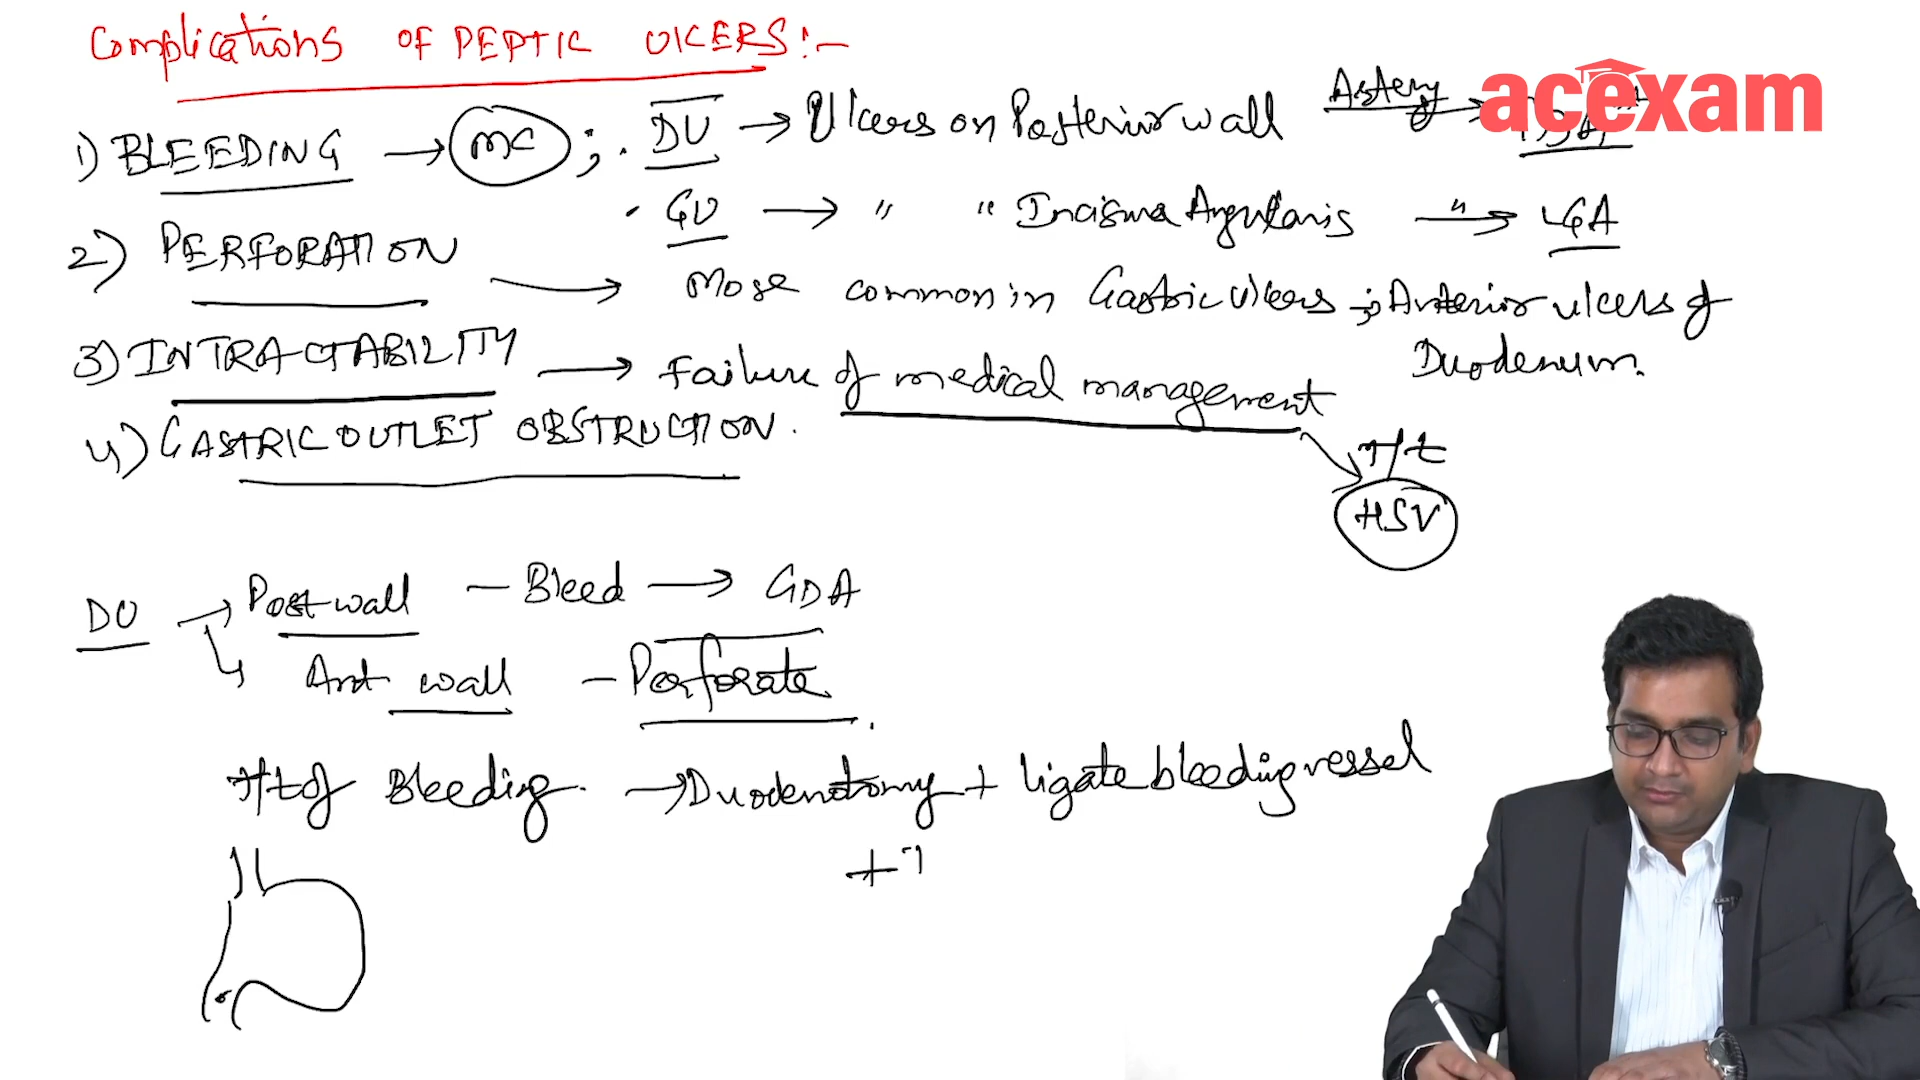 Complications OF PEPTIC UlCERS:-
acexam
1) BLEEDING → MC ; . DU → Ulcers on Posterior wall Artery →
. GU → " " Incisura Angularis " → LGA
2) PERFORATION → More common in Gastric ulcers ; Anterior ulcers of Duodenum.
3) INTRACTABILITY → Failure of medical management
T/t
HSV
4) GASTRIC OUTLET OBSTRUCTION.
DU → Post wall - Bleed → GDA
Ant wall - Perforate.
T/t of Bleeding. → Duodenotomy + ligate bleeding vessel
+